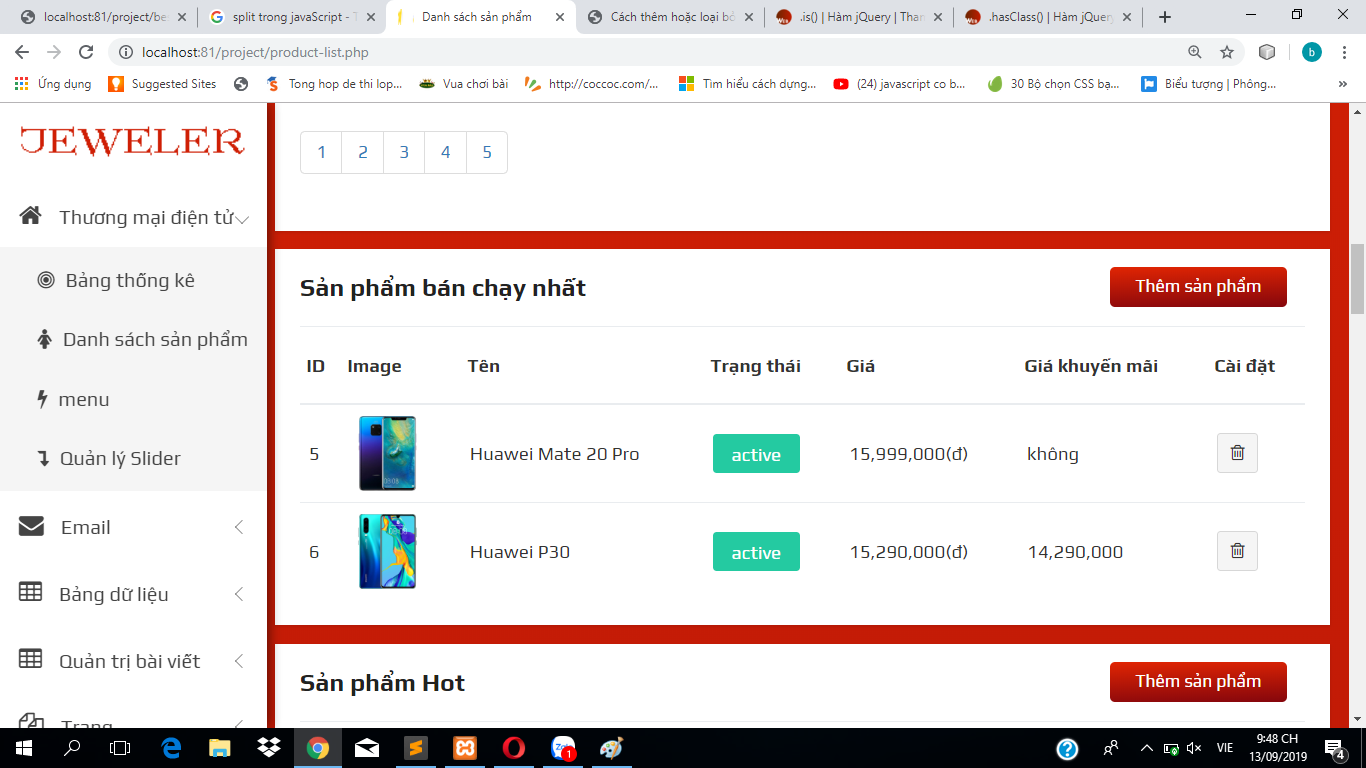 localhost:81/project/be
split trong javaScript - T
Danh sách sản phẩm
Cách thêm hoặc loại bỏ
.is() | Hàm jQuery | Than
.hasClass() | Hàm jQuery
localhost:81/project/product-list.php
b
Ứng dụng
Suggested Sites
Tong hop de thi lop...
Vua chơi bài
http://coccoc.com/...
Tìm hiểu cách dựng...
(24) javascript co b...
30 Bộ chọn CSS bạ...
Biểu tượng | Phông...
»
JEWELER
Thương mại điện tử
Bảng thống kê
Danh sách sản phẩm
menu
Quản lý Slider
Email
Bảng dữ liệu
Quản trị bài viết
Trang
1 2 3 4 5
Sản phẩm bán chạy nhất
Thêm sản phẩm
ID Image Tên Trạng thái Giá Giá khuyến mãi Cài đặt
5 Huawei Mate 20 Pro active 15,999,000(đ) không
6 Huawei P30 active 15,290,000(đ) 14,290,000
Sản phẩm Hot
Thêm sản phẩm
Zalo
1
VIE
9:48 CH
13/09/2019
4